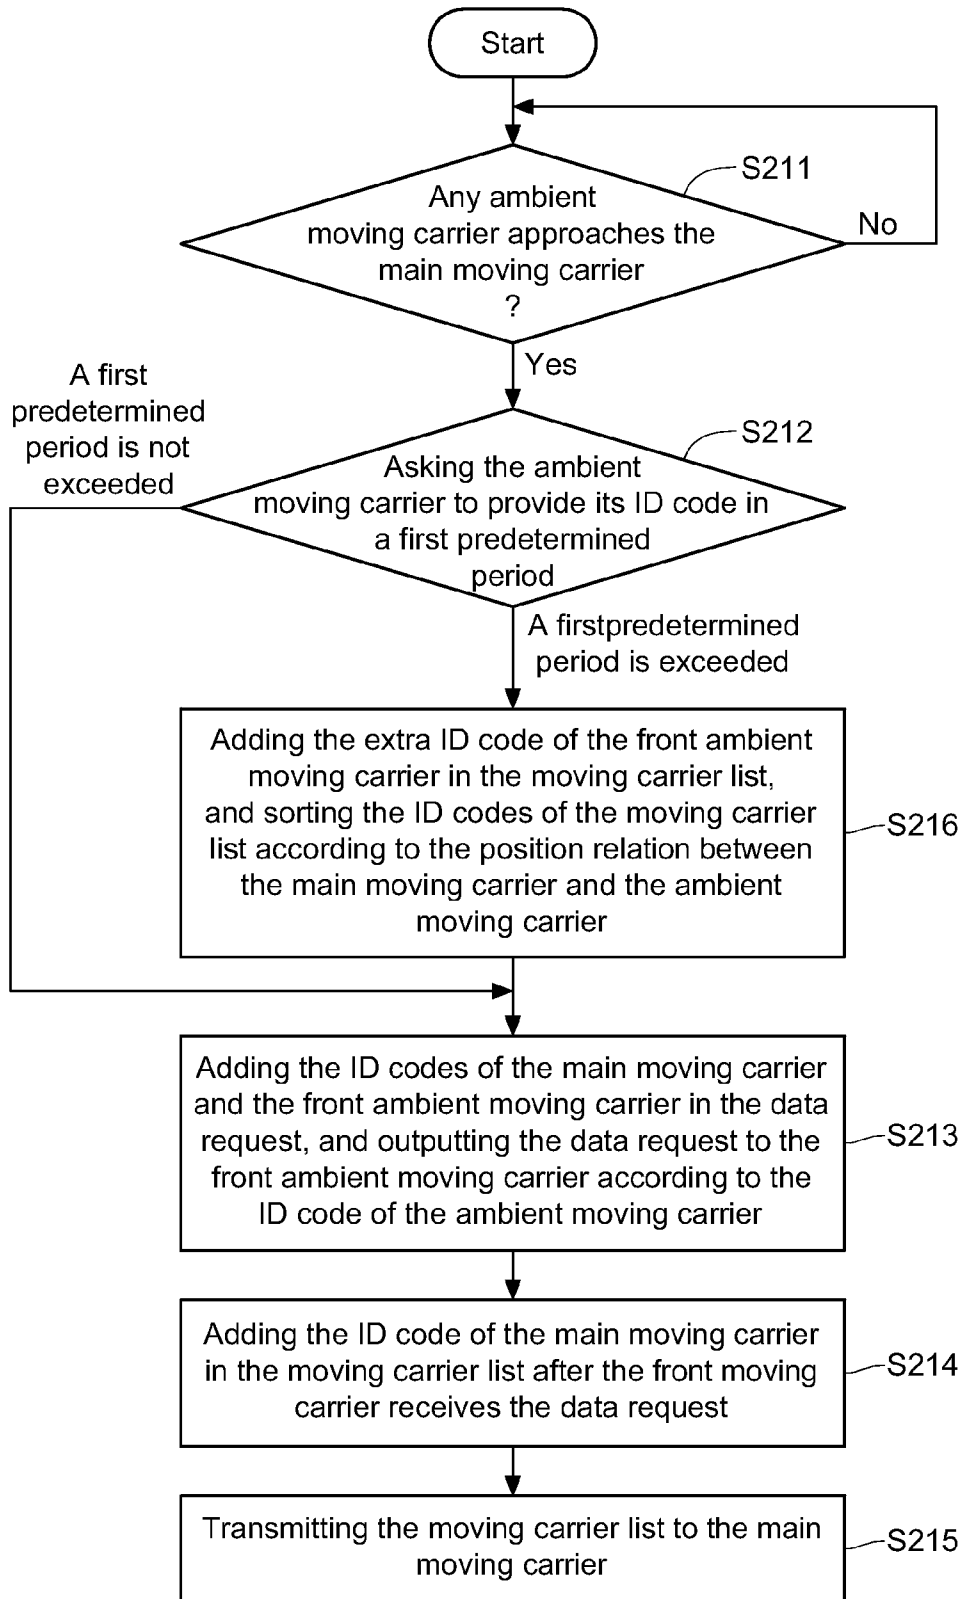 Start
S211
Any ambient
moving carrier approaches the
main moving carrier
?
No
Yes
A first
predetermined
period is not
exceeded
S212
Asking the ambient
moving carrier to provide its ID code in
a first predetermined
period
A firstpredetermined
period is exceeded
Adding the extra ID code of the front ambient
moving carrier in the moving carrier list,
and sorting the ID codes of the moving carrier
list according to the position relation between
the main moving carrier and the ambient
moving carrier
S216
Adding the ID codes of the main moving carrier
and the front ambient moving carrier in the data
request, and outputting the data request to the
front ambient moving carrier according to the
ID code of the ambient moving carrier
S213
Adding the ID code of the main moving carrier
in the moving carrier list after the front moving
carrier receives the data request
S214
Transmitting the moving carrier list to the main
moving carrier
S215